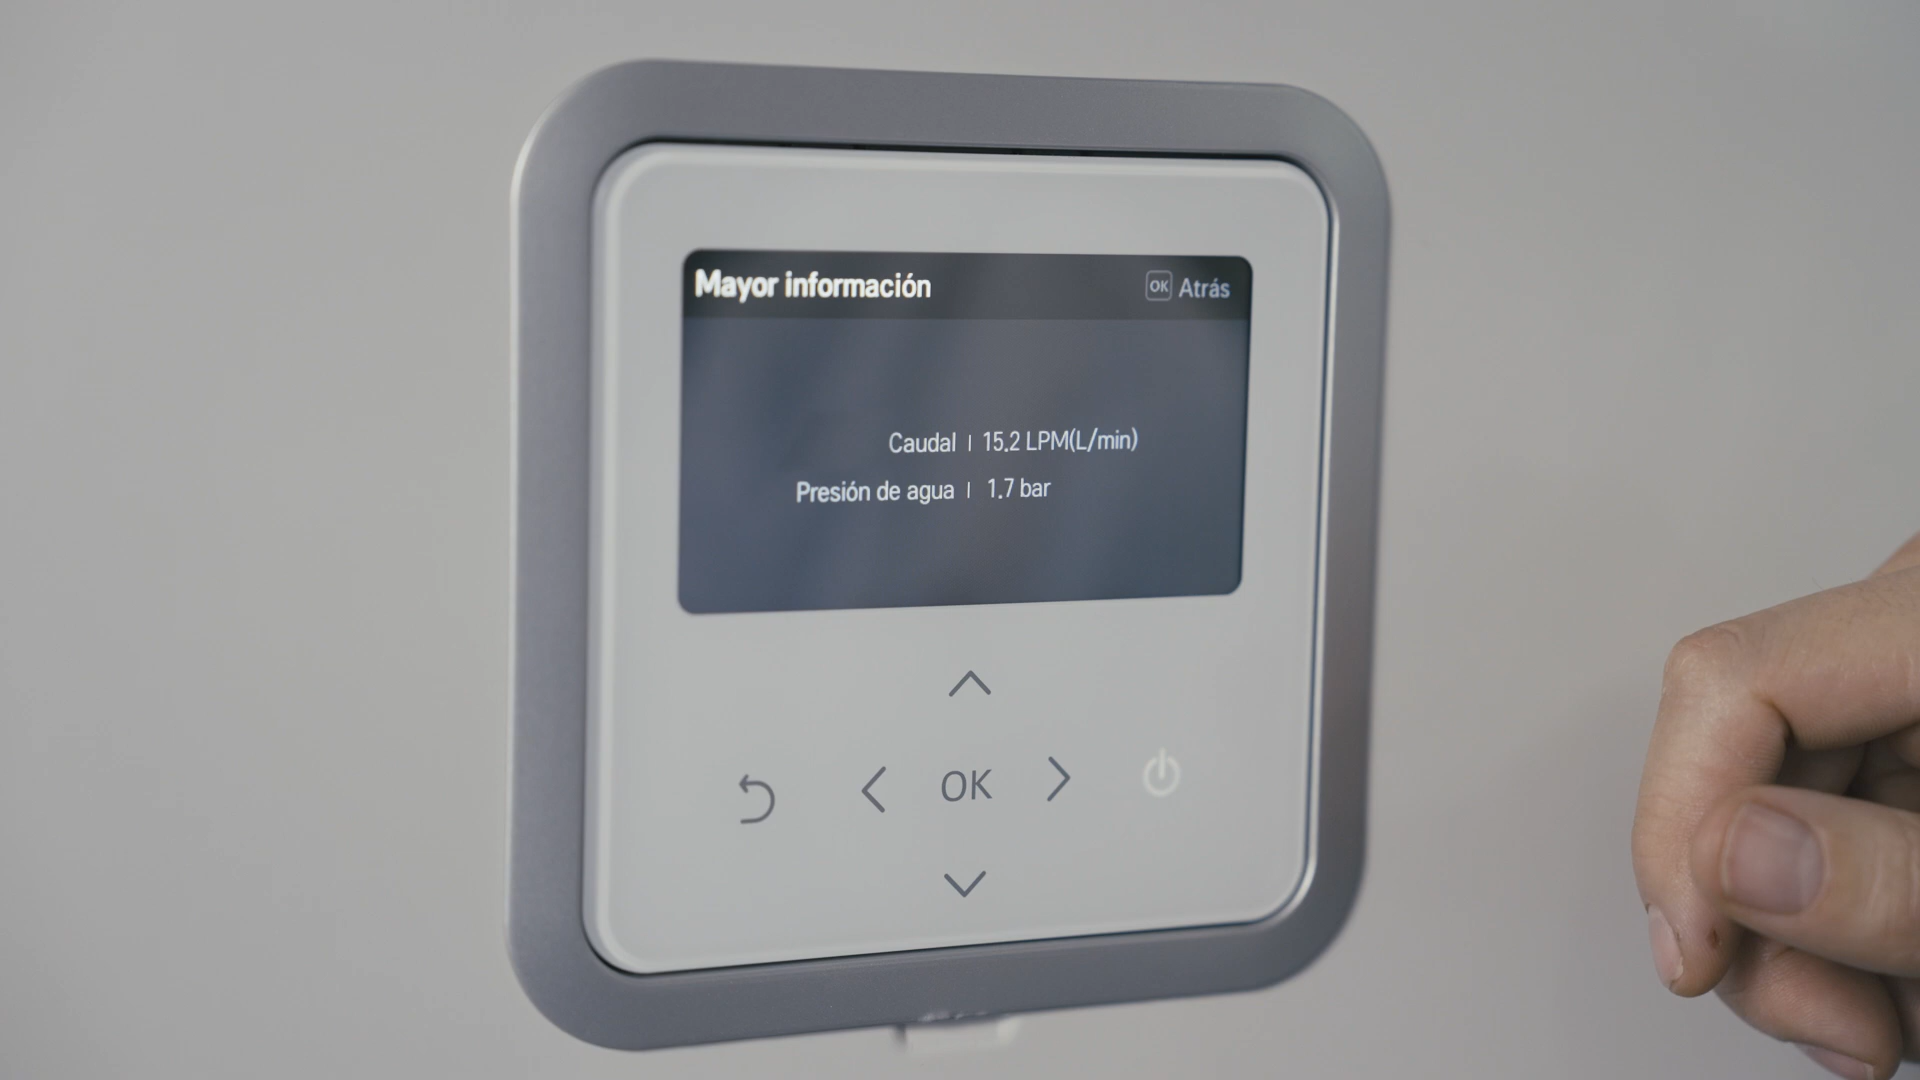 Mayor información
OK Atrás
Caudal | 15.2 LPM(L/min)
Presión de agua | 1.7 bar
OK